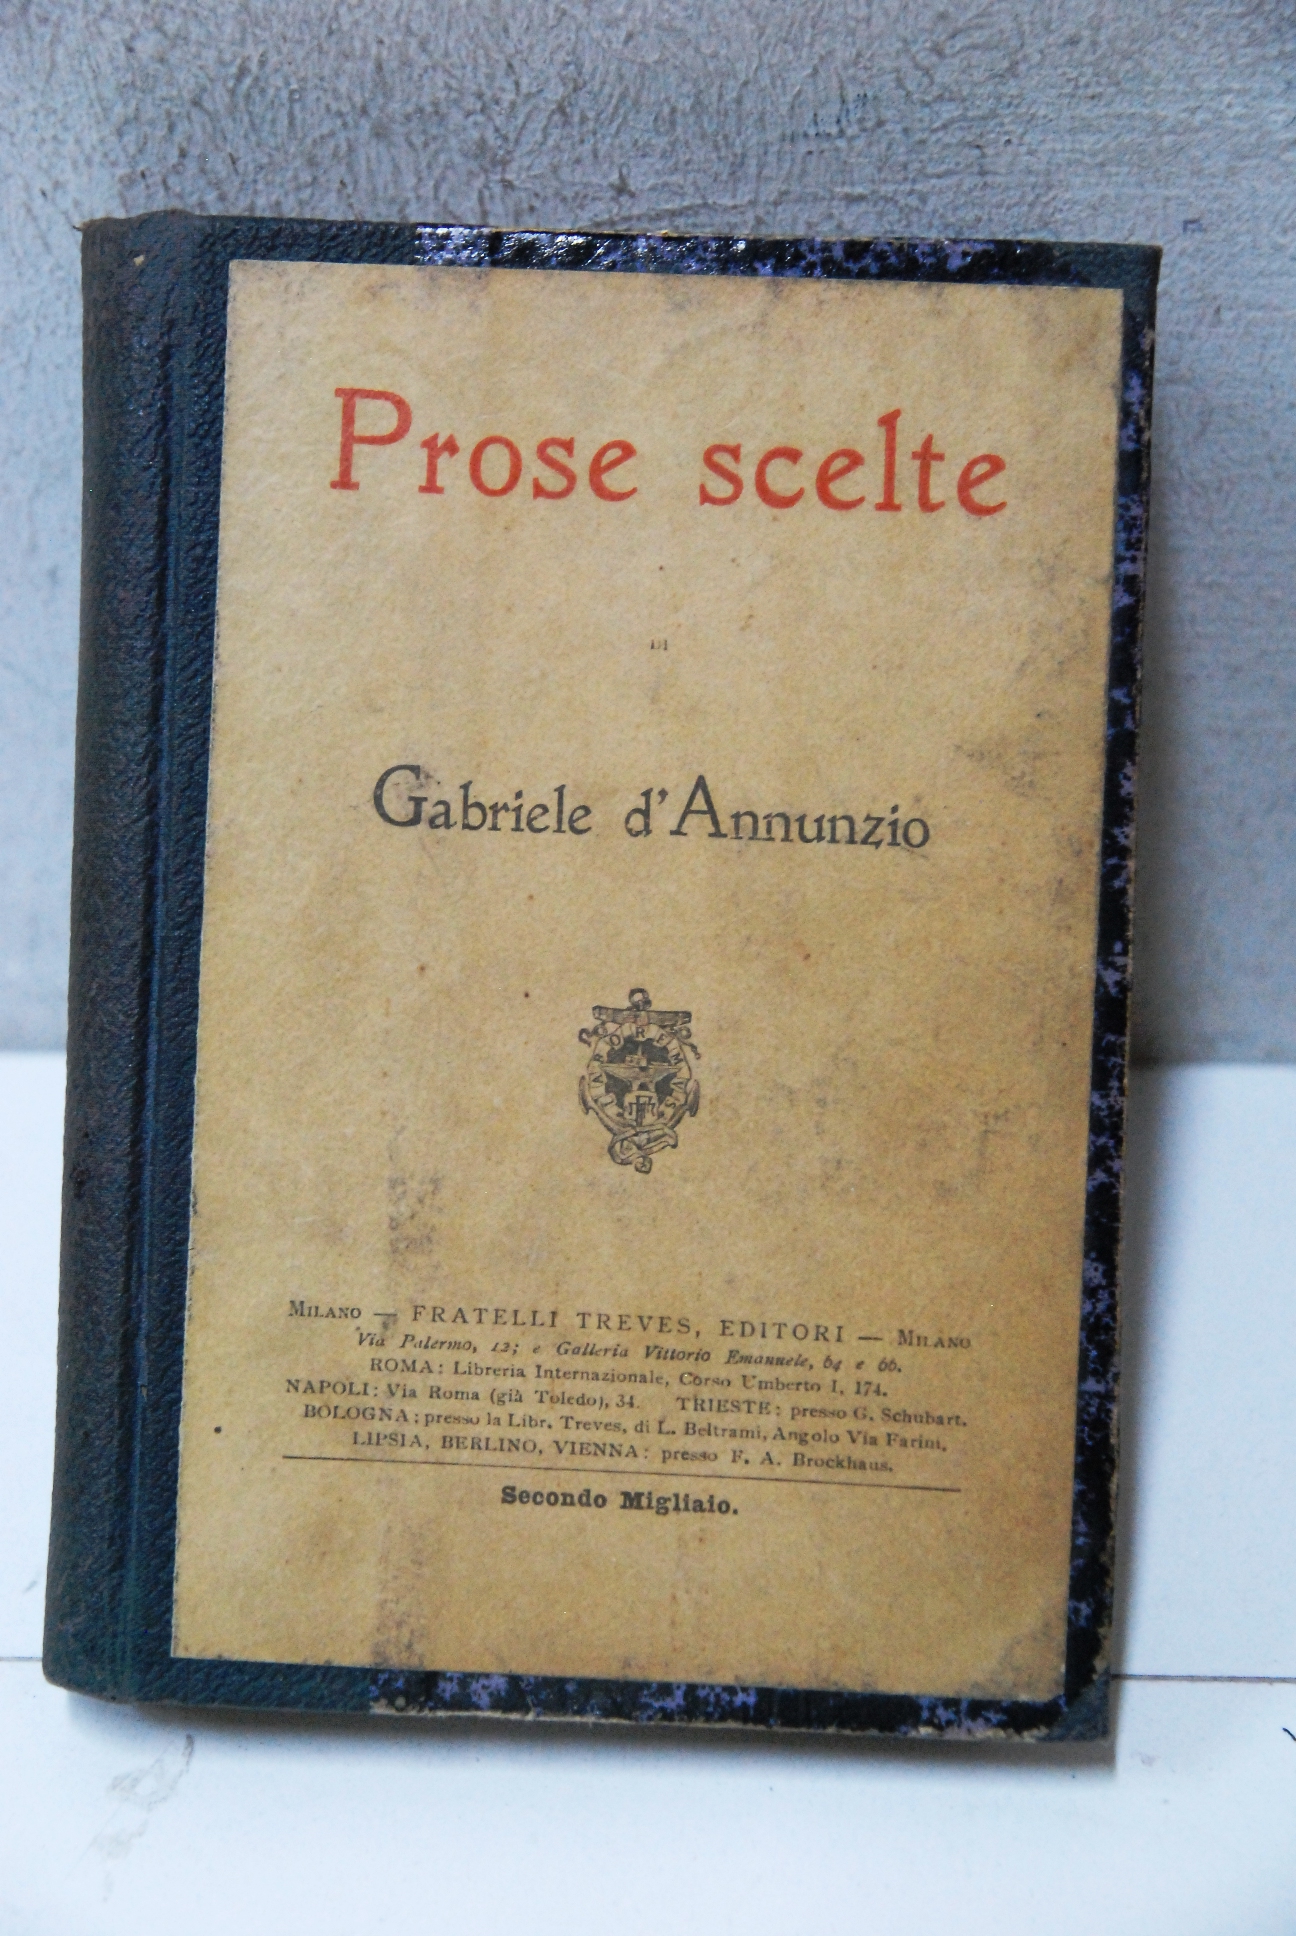 Prose scelte
DI
Gabriele d'Annunzio
LABOREMUS
MILANO — FRATELLI TREVES, EDITORI — MILANO
Via Palermo, 12; e Galleria Vittorio Emanuele, 64 e 66.
ROMA: Libreria Internazionale, Corso Umberto I, 174.
NAPOLI: Via Roma (già Toledo), 34. TRIESTE: presso G. Schubart.
BOLOGNA: presso la Libr. Treves, di L. Beltrami, Angolo Via Farini.
LIPSIA, BERLINO, VIENNA: presso F. A. Brockhaus.
Secondo Migliaio.